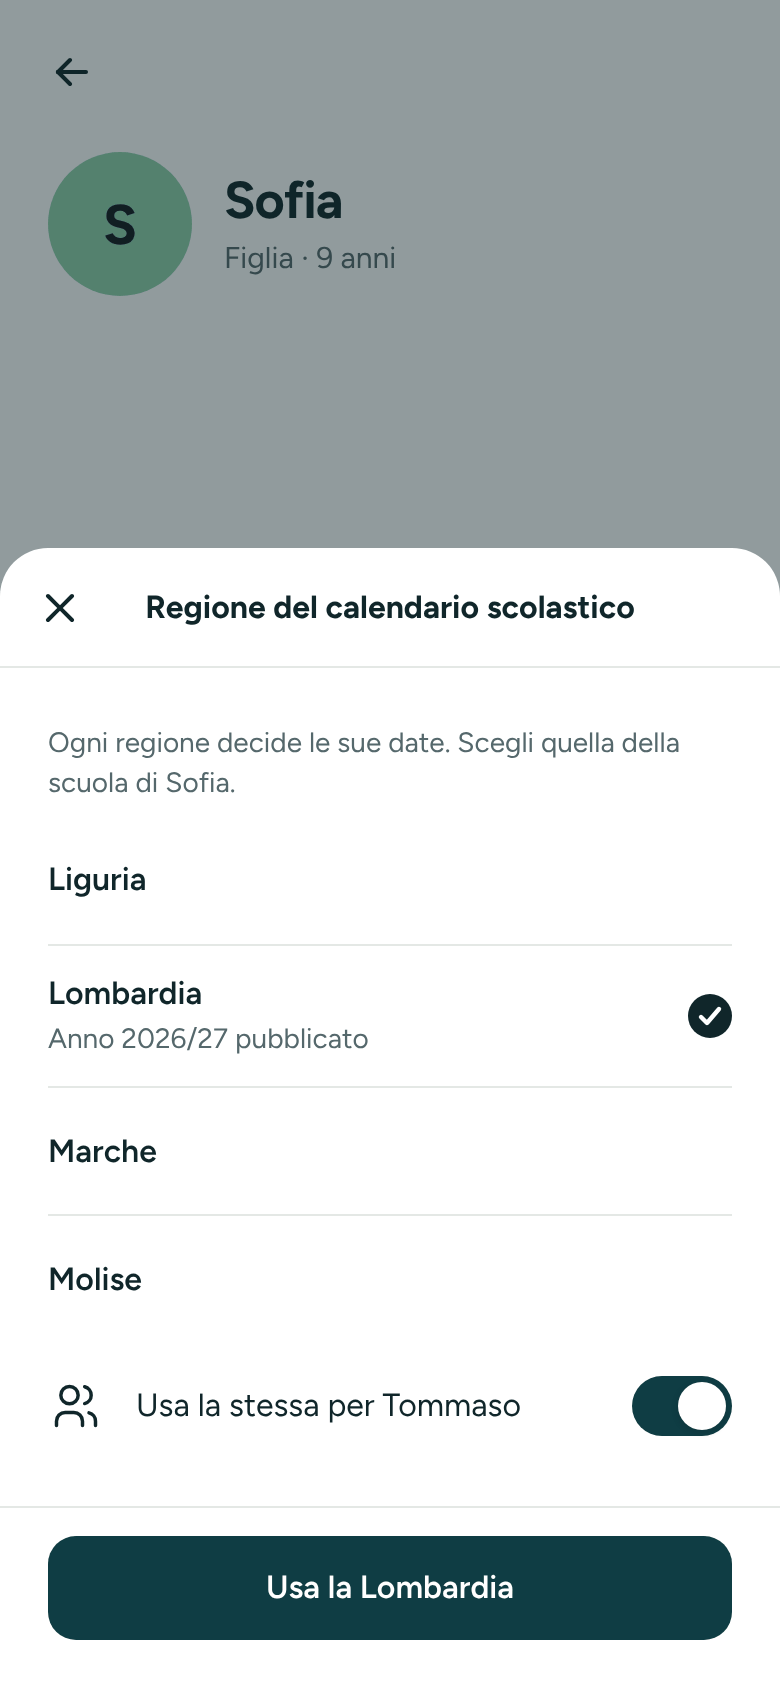 S
Sofia
Figlia · 9 anni
Regione del calendario scolastico
Ogni regione decide le sue date. Scegli quella della
scuola di Sofia.
Liguria
Lombardia
Anno 2026/27 pubblicato
Marche
Molise
Usa la stessa per Tommaso
Usa la Lombardia